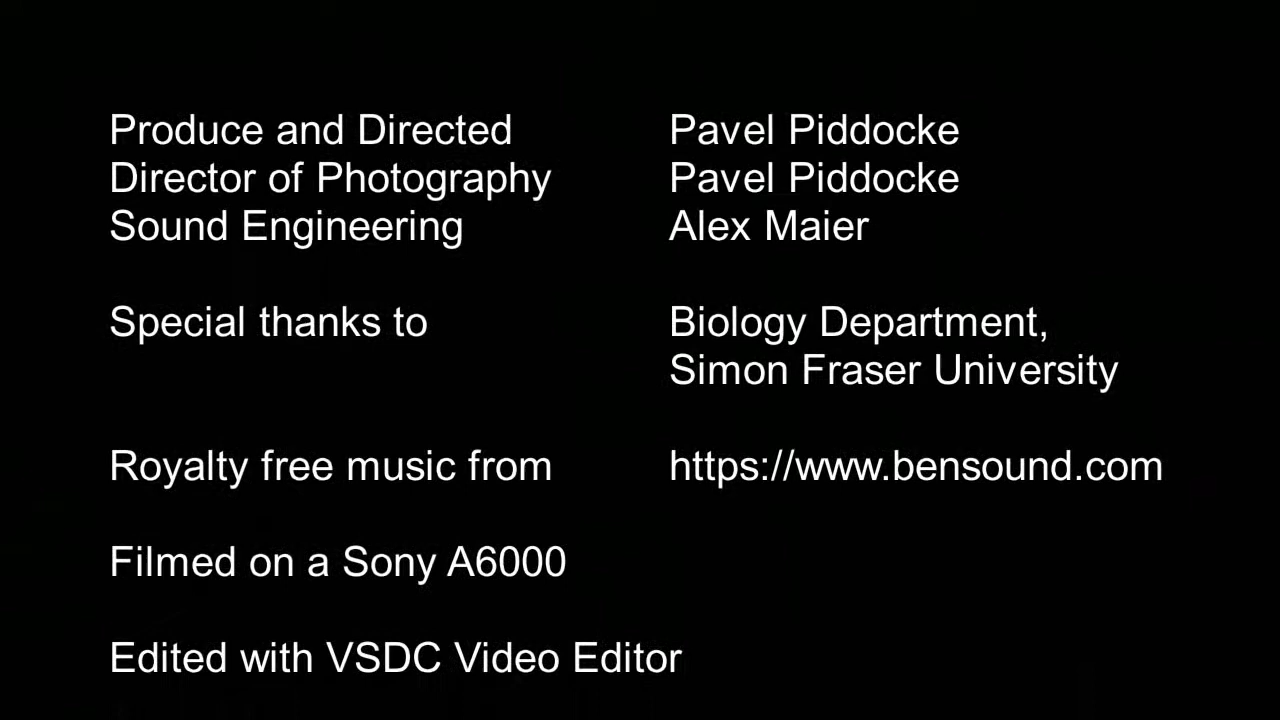 Produce and Directed Pavel Piddocke
Director of Photography Pavel Piddocke
Sound Engineering Alex Maier
Special thanks to Biology Department,
Simon Fraser University
Royalty free music from https://www.bensound.com
Filmed on a Sony A6000
Edited with VSDC Video Editor